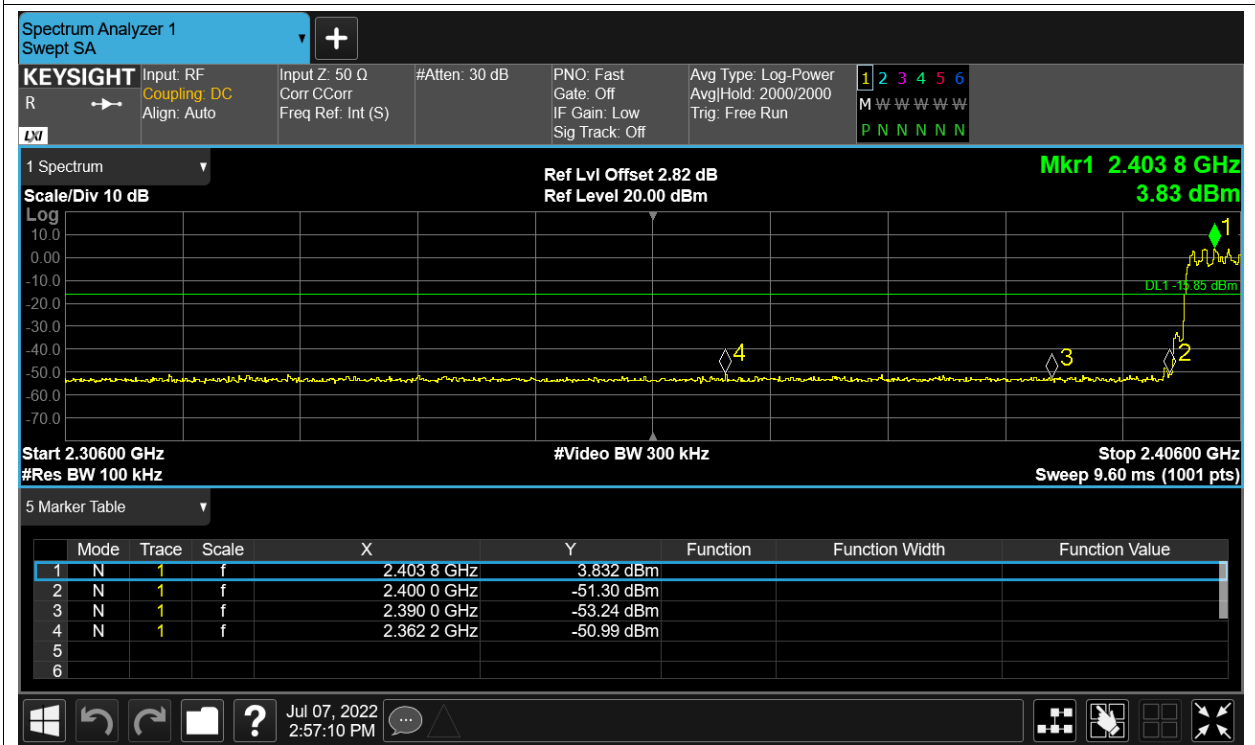 Spectrum Analyzer 1
Swept SA
KEYSIGHT
R
LXI
Input: RF
Coupling: DC
Align: Auto
Input Z: 50 Ω
Corr CCorr
Freq Ref: Int (S)
#Atten: 30 dB
PNO: Fast
Gate: Off
IF Gain: Low
Sig Track: Off
Avg Type: Log-Power
Avg|Hold: 2000/2000
Trig: Free Run
1 2 3 4 5 6
M W W W W W
P N N N N N
1 Spectrum
Scale/Div 10 dB
Ref Lvl Offset 2.82 dB
Ref Level 20.00 dBm
Mkr1 2.403 8 GHz
3.83 dBm
Log
10.0
0.00
-10.0
-20.0
-30.0
-40.0
-50.0
-60.0
-70.0
1
DL1 -15.85 dBm
4
3
2
Start 2.30600 GHz
#Res BW 100 kHz
#Video BW 300 kHz
Stop 2.40600 GHz
Sweep 9.60 ms (1001 pts)
5 Marker Table
Mode Trace Scale X Y Function Function Width Function Value
1 N 1 f 2.403 8 GHz 3.832 dBm
2 N 1 f 2.400 0 GHz -51.30 dBm
3 N 1 f 2.390 0 GHz -53.24 dBm
4 N 1 f 2.362 2 GHz -50.99 dBm
5
6
?
Jul 07, 2022
2:57:10 PM